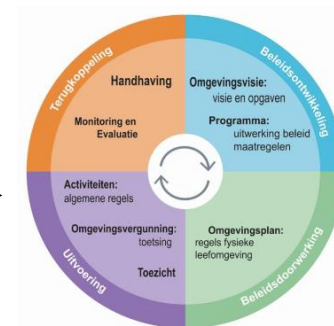 Terugkoppeling
Handhaving
Monitoring en
Evaluatie
Beleidsontwikkeling
Omgevingsvisie:
visie en opgaven
Programma:
uitwerking beleid
maatregelen
Activiteiten:
algemene regels
Omgevingsvergunning:
toetsing
Toezicht
Uitvoering
Omgevingsplan:
regels fysieke
leefomgeving
Beleidsdoorwerking